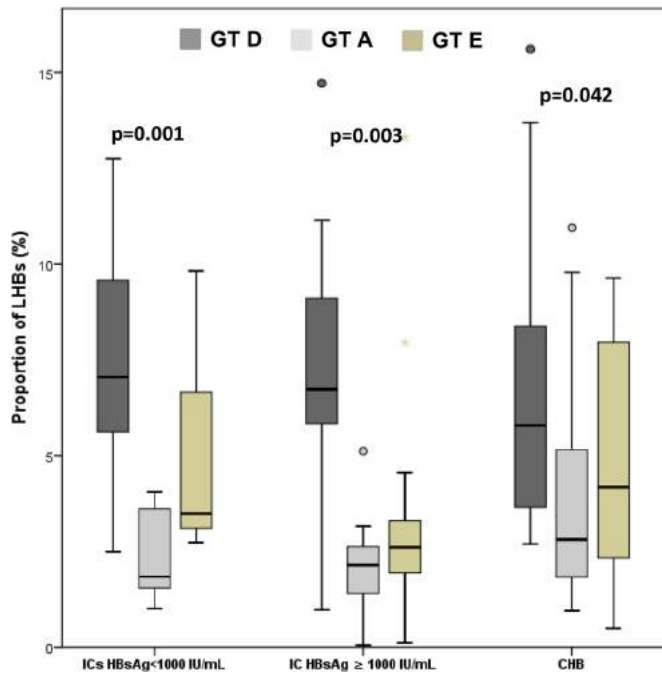 GT D GT A GT E
15
p=0.001
p=0.003
p=0.042
10
Proportion of LHBs (%)
5
0
ICs HBsAg<1000 IU/mL
IC HBsAg ≥ 1000 IU/mL
CHB